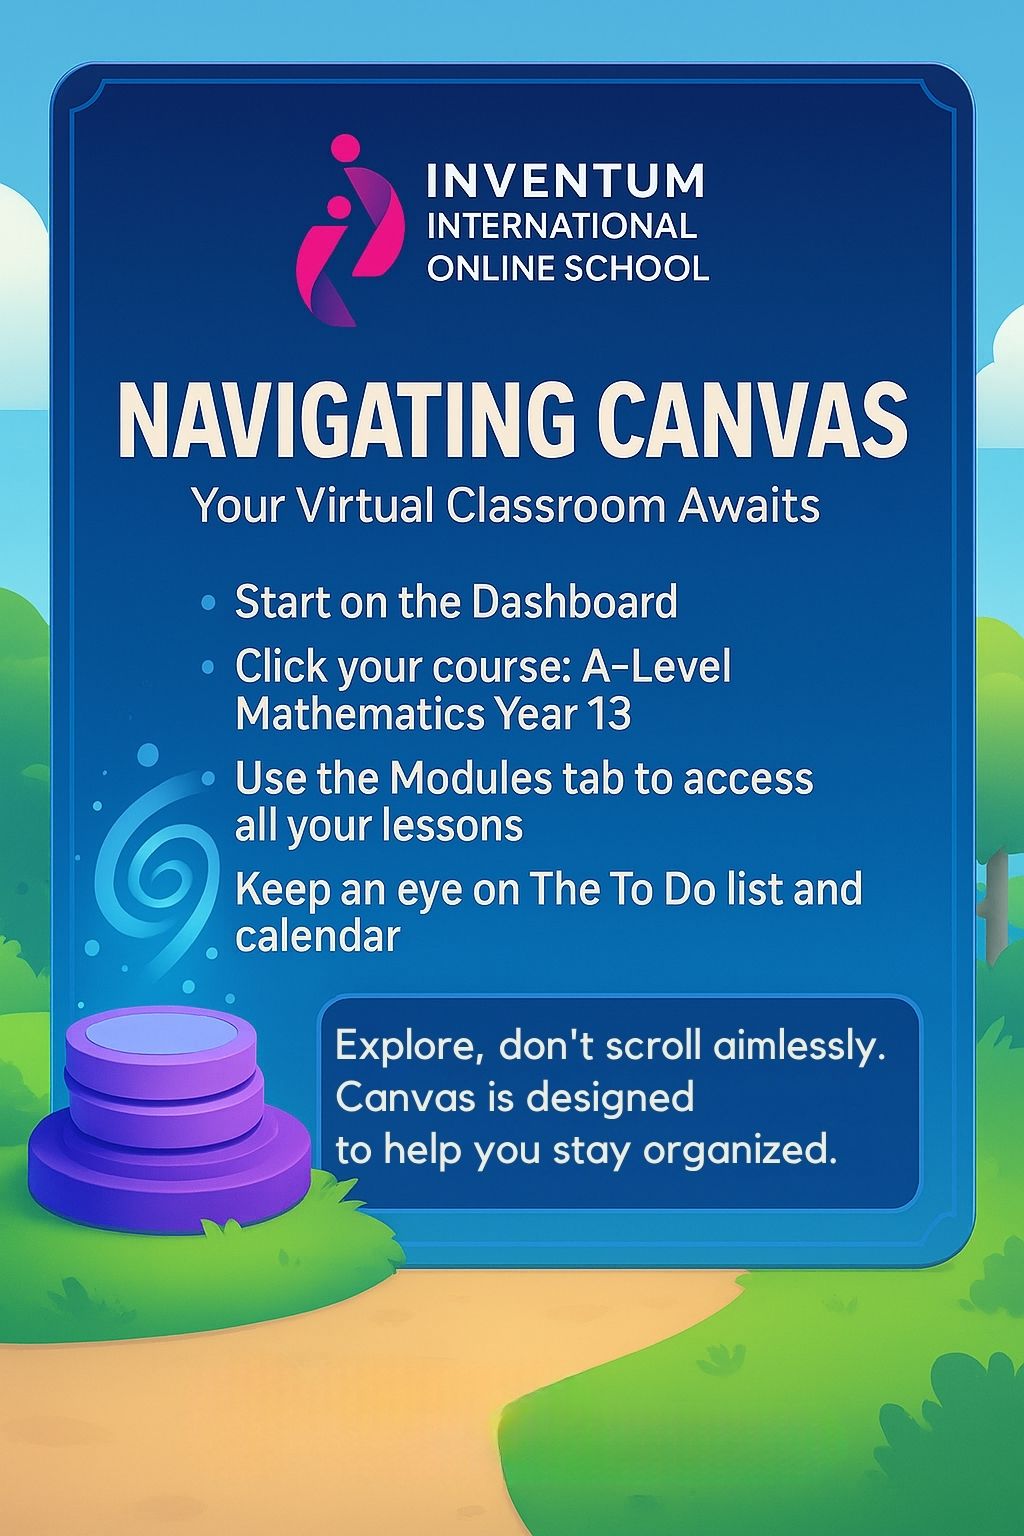 INVENTUM
INTERNATIONAL
ONLINE SCHOOL
NAVIGATING CANVAS
Your Virtual Classroom Awaits
• Start on the Dashboard
• Click your course: A-Level
Mathematics Year 13
• Use the Modules tab to access
all your lessons
Keep an eye on The To Do list and
calendar
Explore, don't scroll aimlessly.
Canvas is designed
to help you stay organized.